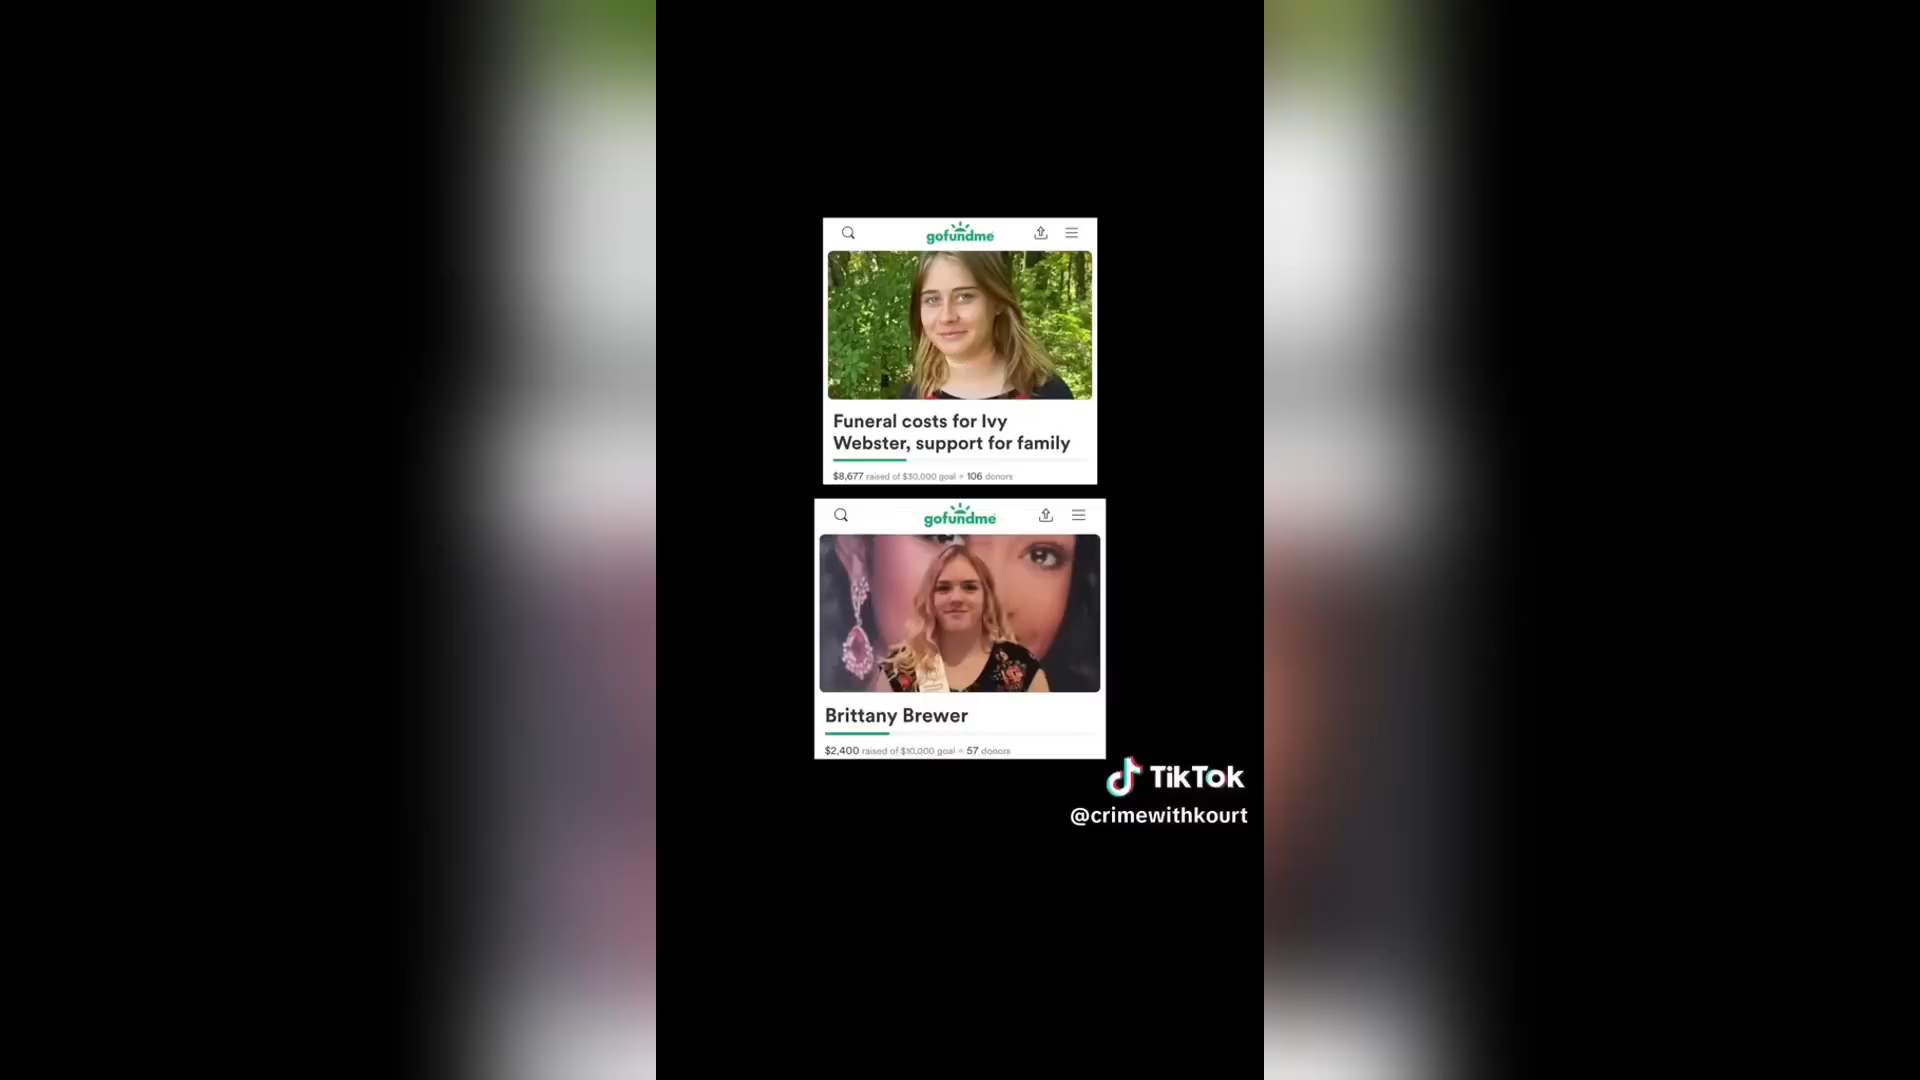 gofundme
Funeral costs for Ivy
Webster, support for family
$8,677 raised of $30,000 goal • 106 donors
gofundme
Brittany Brewer
$2,400 raised of $10,000 goal • 57 donors
TikTok
@crimewithkourt